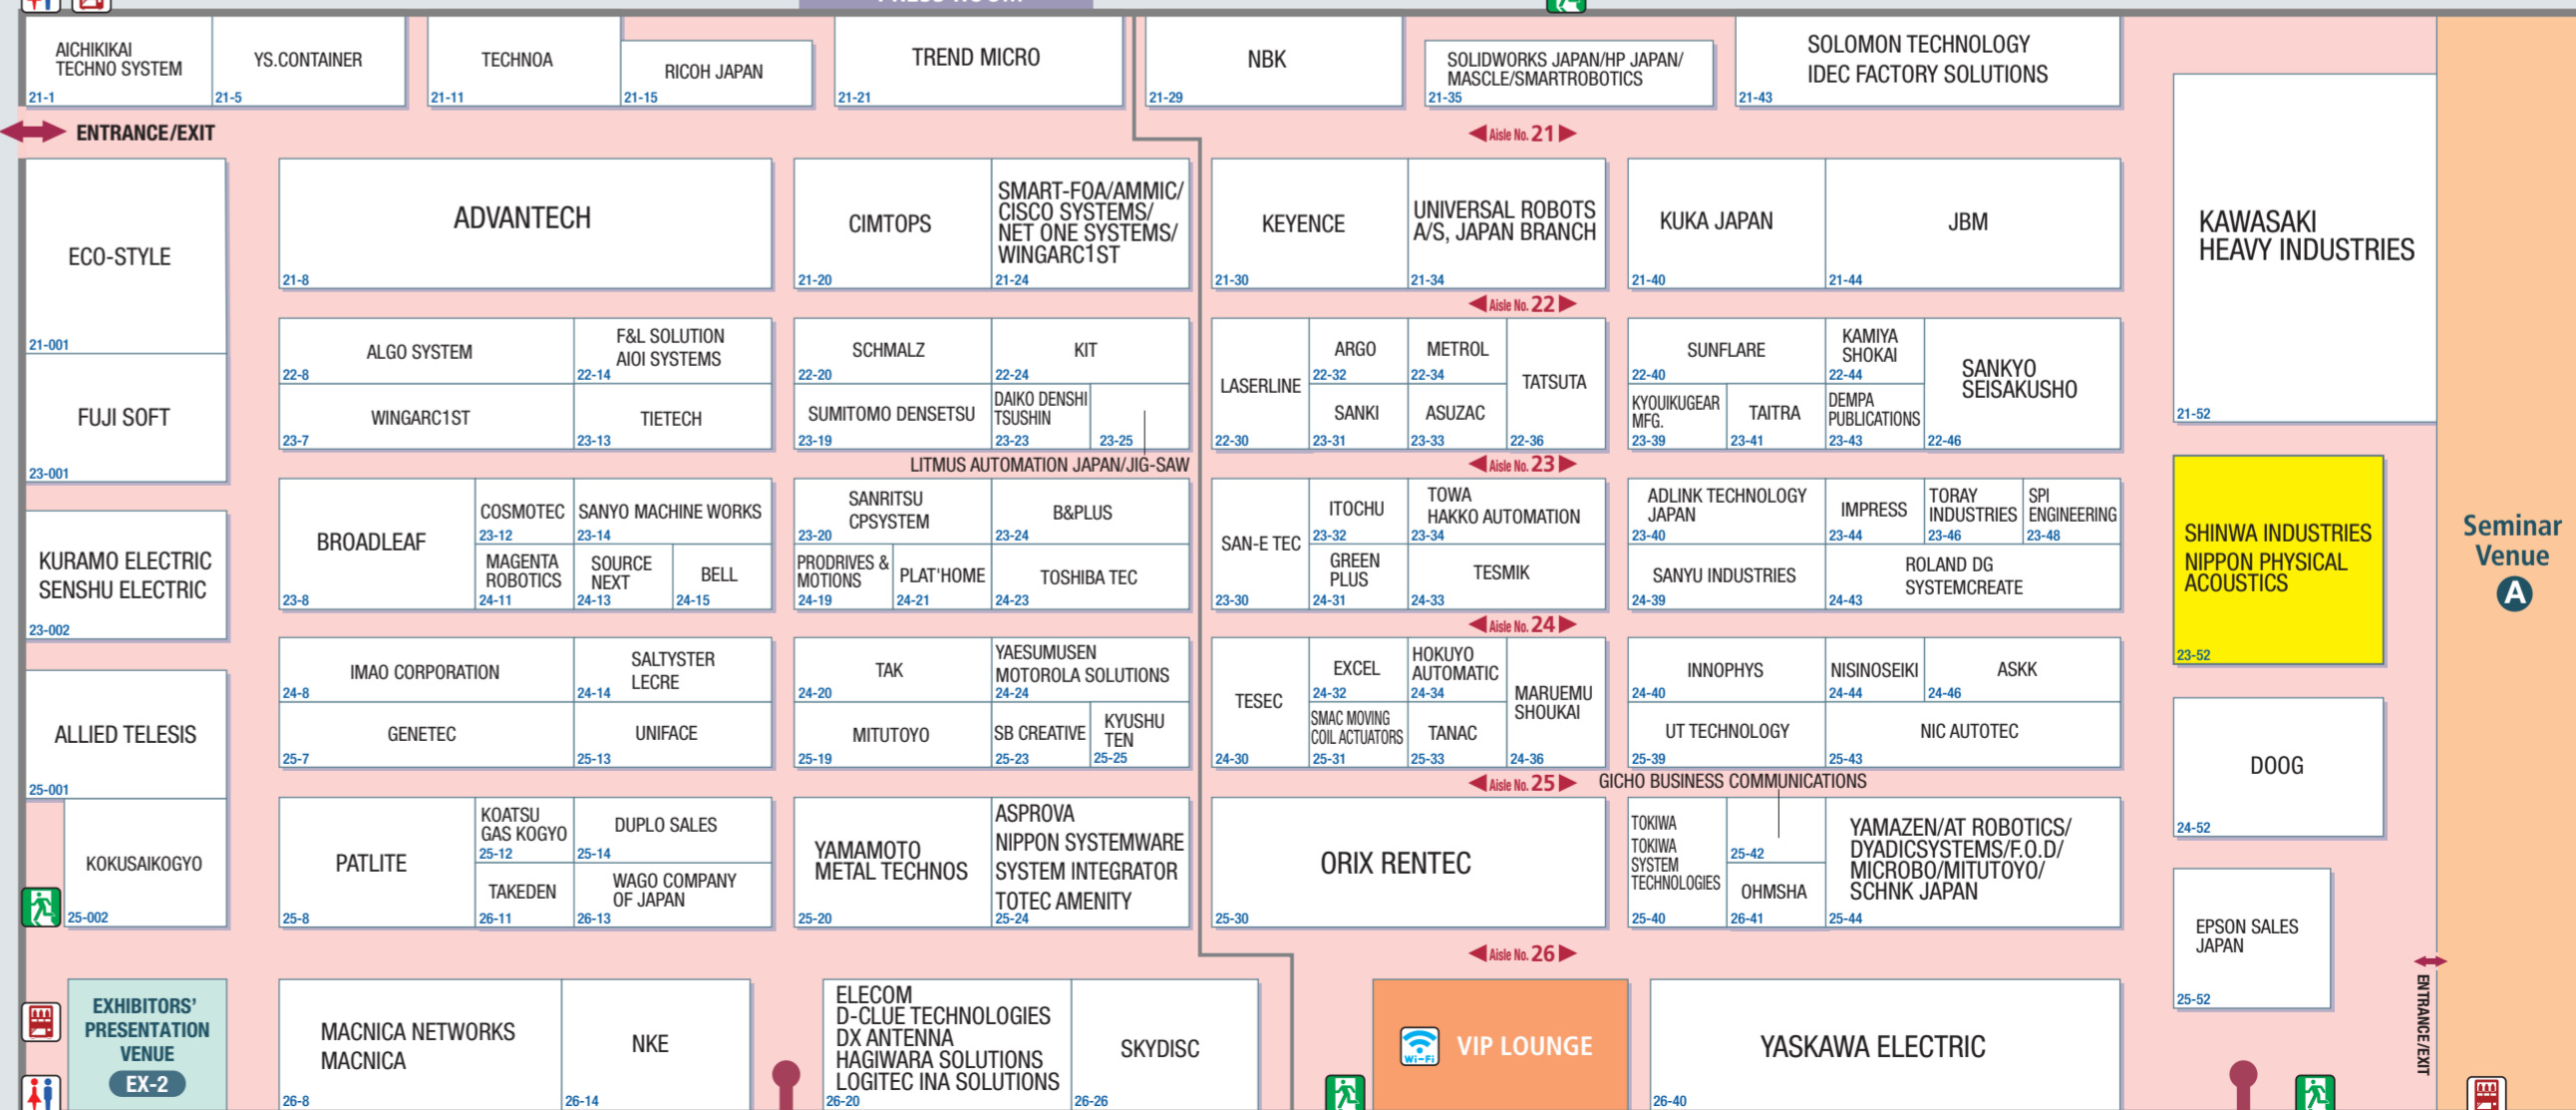 PRESS ROOM
AICHIKIKAI
TECHNO SYSTEM
21-1
YS.CONTAINER
21-5
TECHNOA
21-11
RICOH JAPAN
21-15
TREND MICRO
21-21
NBK
21-29
SOLIDWORKS JAPAN/HP JAPAN/
MASCLE/SMARTROBOTICS
21-35
SOLOMON TECHNOLOGY
IDEC FACTORY SOLUTIONS
21-43
ENTRANCE/EXIT
Aisle No. 21
ECO-STYLE
21-001
ADVANTECH
21-8
CIMTOPS
21-20
SMART-FOA/AMMIC/
CISCO SYSTEMS/
NET ONE SYSTEMS/
WINGARC1ST
21-24
KEYENCE
21-30
UNIVERSAL ROBOTS
A/S, JAPAN BRANCH
21-34
KUKA JAPAN
21-40
JBM
21-44
KAWASAKI
HEAVY INDUSTRIES
21-52
Aisle No. 22
FUJI SOFT
23-001
ALGO SYSTEM
22-8
F&L SOLUTION
AIOI SYSTEMS
22-14
WINGARC1ST
23-7
TIETECH
23-13
SCHMALZ
22-20
KIT
22-24
SUMITOMO DENSETSU
23-19
DAIKO DENSHI
TSUSHIN
23-23
23-25
LITMUS AUTOMATION JAPAN/JIG-SAW
LASERLINE
22-30
ARGO
22-32
METROL
22-34
TATSUTA
22-36
SANKI
23-31
ASUZAC
23-33
SUNFLARE
22-40
KAMIYA
SHOKAI
22-44
SANKYO
SEISAKUSHO
22-46
KYOUIKUGEAR
MFG.
23-39
TAITRA
23-41
DEMPA
PUBLICATIONS
23-43
Aisle No. 23
KURAMO ELECTRIC
SENSHU ELECTRIC
23-002
BROADLEAF
23-8
COSMOTEC
23-12
SANYO MACHINE WORKS
23-14
MAGENTA
ROBOTICS
24-11
SOURCE
NEXT
24-13
BELL
24-15
SANRITSU
CPSYSTEM
23-20
B&PLUS
23-24
PRODRIVES &
MOTIONS
24-19
PLAT'HOME
24-21
TOSHIBA TEC
24-23
SAN-E TEC
23-30
ITOCHU
23-32
TOWA
HAKKO AUTOMATION
23-34
GREEN
PLUS
24-31
TESMIK
24-33
ADLINK TECHNOLOGY
JAPAN
23-40
IMPRESS
23-44
TORAY
INDUSTRIES
23-46
SPI
ENGINEERING
23-48
SANYU INDUSTRIES
24-39
ROLAND DG
SYSTEMCREATE
24-43
SHINWA INDUSTRIES
NIPPON PHYSICAL
ACOUSTICS
23-52
Seminar
Venue
A
Aisle No. 24
ALLIED TELESIS
25-001
IMAO CORPORATION
24-8
SALTYSTER
LECRE
24-14
GENETEC
25-7
UNIFACE
25-13
TAK
24-20
YAESUMUSEN
MOTOROLA SOLUTIONS
24-24
MITUTOYO
25-19
SB CREATIVE
25-23
KYUSHU
TEN
25-25
TESEC
24-30
EXCEL
24-32
HOKUYO
AUTOMATIC
24-34
MARUEMU
SHOUKAI
24-36
SMAC MOVING
COIL ACTUATORS
25-31
TANAC
25-33
INNOPHYS
24-40
NISINOSEIKI
24-44
ASKK
24-46
UT TECHNOLOGY
25-39
NIC AUTOTEC
25-43
DOOG
24-52
Aisle No. 25
GICHO BUSINESS COMMUNICATIONS
KOKUSAIKOGYO
25-002
PATLITE
25-8
KOATSU
GAS KOGYO
25-12
DUPLO SALES
25-14
TAKEDEN
26-11
WAGO COMPANY
OF JAPAN
26-13
YAMAMOTO
METAL TECHNOS
25-20
ASPROVA
NIPPON SYSTEMWARE
SYSTEM INTEGRATOR
TOTEC AMENITY
25-24
ORIX RENTEC
25-30
TOKIWA
TOKIWA
SYSTEM
TECHNOLOGIES
25-40
25-42
OHMSHA
26-41
YAMAZEN/AT ROBOTICS/
DYADICSYSTEMS/F.O.D/
MICROBO/MITUTOYO/
SCHNK JAPAN
25-44
EPSON SALES
JAPAN
25-52
Aisle No. 26
ENTRANCE/EXIT
EXHIBITORS'
PRESENTATION
VENUE
EX-2
MACNICA NETWORKS
MACNICA
26-8
NKE
26-14
ELECOM
D-CLUE TECHNOLOGIES
DX ANTENNA
HAGIWARA SOLUTIONS
LOGITEC INA SOLUTIONS
26-20
SKYDISC
26-26
Wi-Fi
VIP LOUNGE
YASKAWA ELECTRIC
26-40